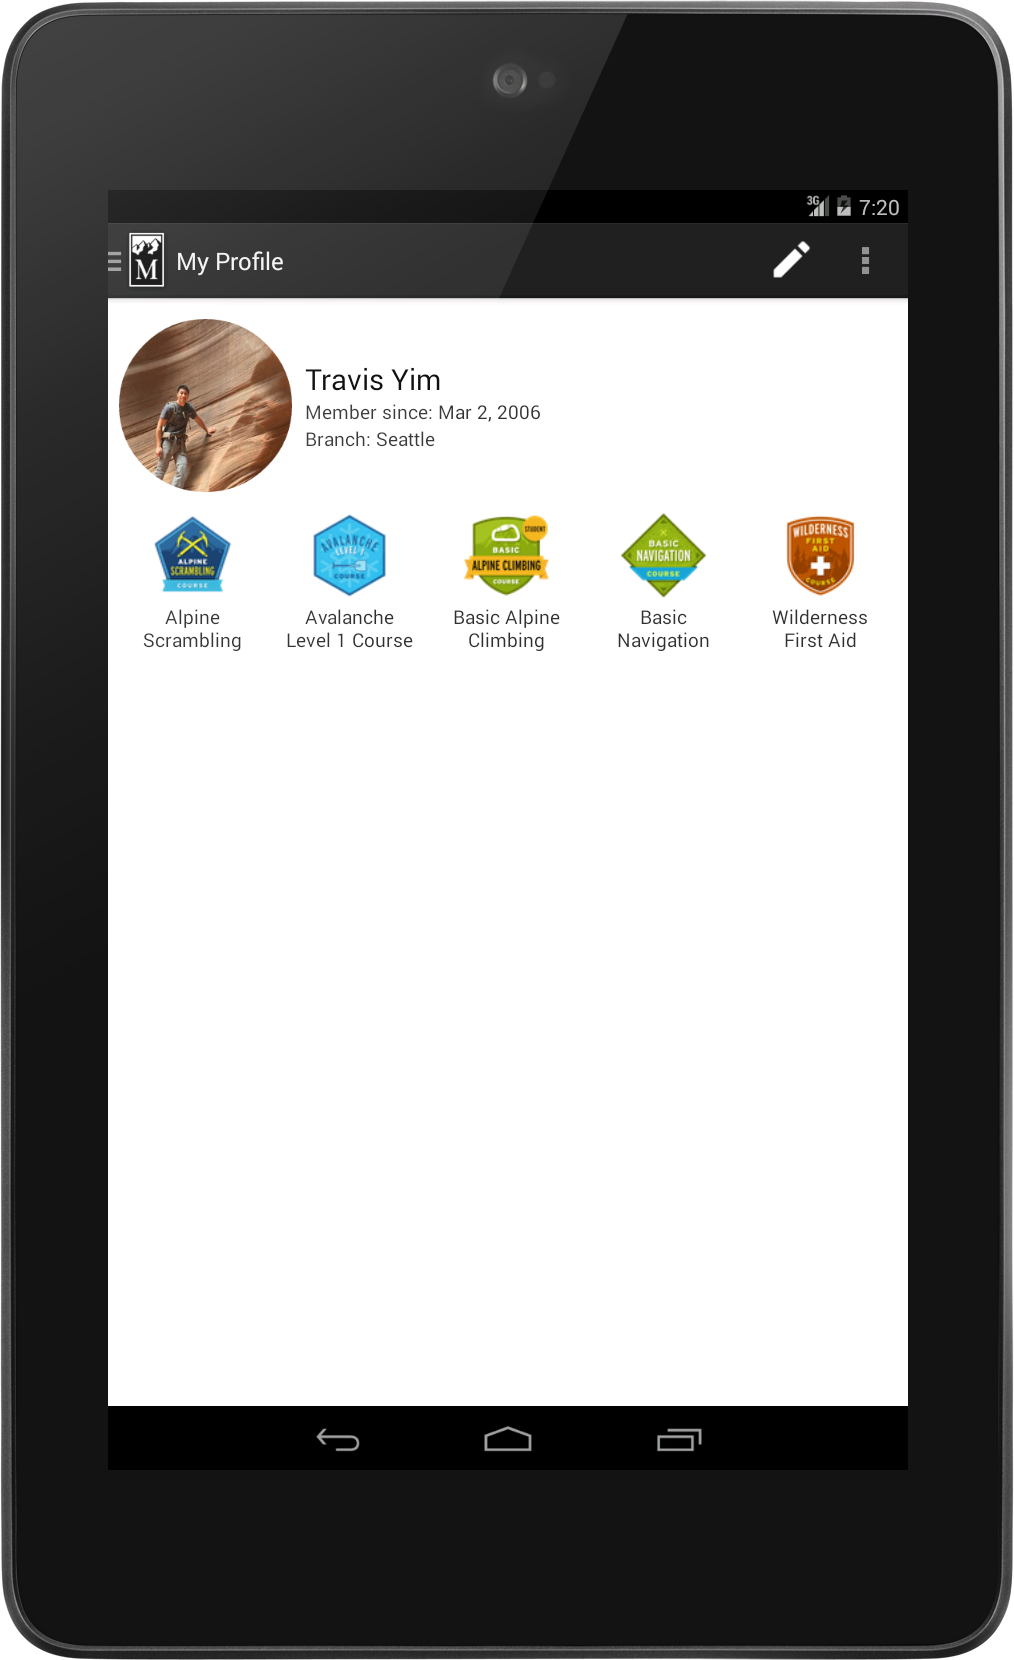 3G 7:20
M My Profile
Travis Yim
Member since: Mar 2, 2006
Branch: Seattle
ALPINE
SCRAMBLING
COURSE
AVALANCHE
LEVEL 1
COURSE
STUDENT
BASIC
ALPINE CLIMBING
COURSE
BASIC
NAVIGATION
COURSE
WILDERNESS
FIRST
AID
COURSE
Alpine
Scrambling
Avalanche
Level 1 Course
Basic Alpine
Climbing
Basic
Navigation
Wilderness
First Aid